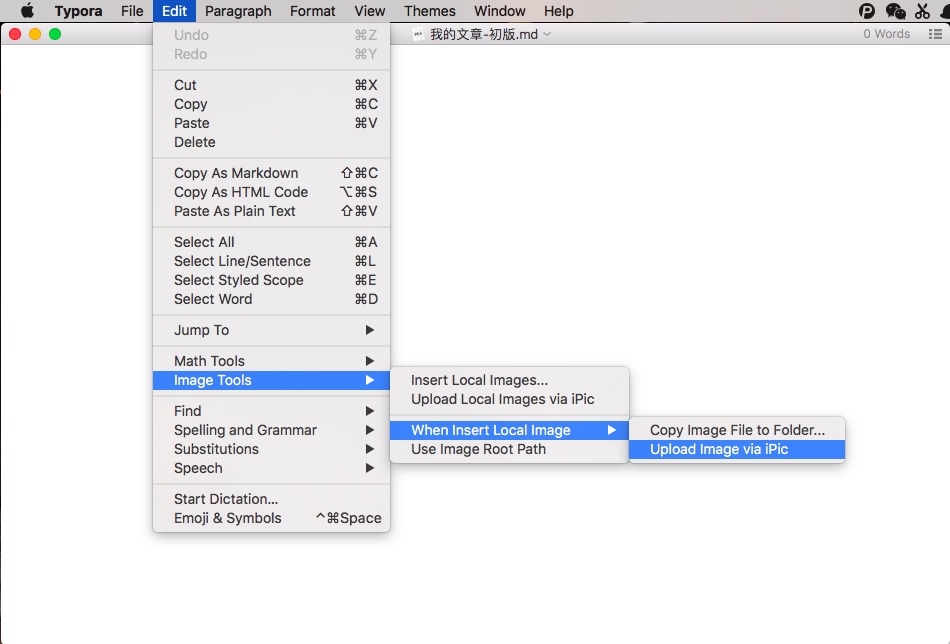 Typora File Edit Paragraph Format View Themes Window Help
我的文章-初版.md
0 Words
Undo ⌘Z
Redo ⌘Y
Cut ⌘X
Copy ⌘C
Paste ⌘V
Delete
Copy As Markdown ⇧⌘C
Copy As HTML Code ⌥⌘S
Paste As Plain Text ⇧⌘V
Select All ⌘A
Select Line/Sentence ⌘L
Select Styled Scope ⌘E
Select Word ⌘D
Jump To
Math Tools
Image Tools
Find
Spelling and Grammar
Substitutions
Speech
Start Dictation...
Emoji & Symbols ^⌘Space
Insert Local Images...
Upload Local Images via iPic
When Insert Local Image
Use Image Root Path
Copy Image File to Folder...
Upload Image via iPic